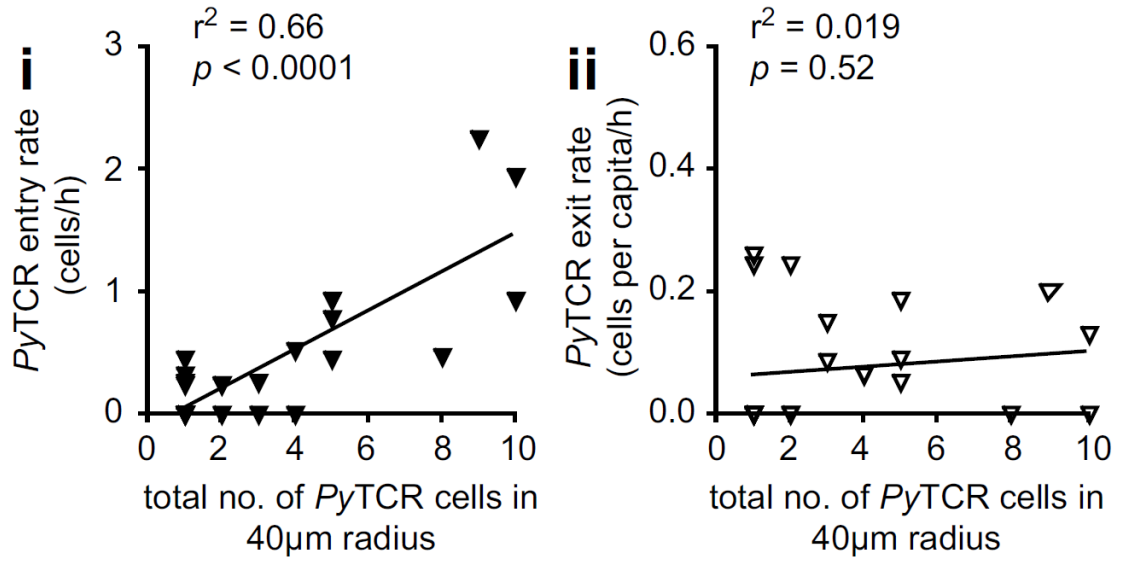 i
r² = 0.66
p < 0.0001
PyTCR entry rate
(cells/h)
3
2
1
0
0 2 4 6 8 10
total no. of PyTCR cells in
40µm radius
ii
r² = 0.019
p = 0.52
PyTCR exit rate
(cells per capita/h)
0.6
0.4
0.2
0.0
0 2 4 6 8 10
total no. of PyTCR cells in
40µm radius